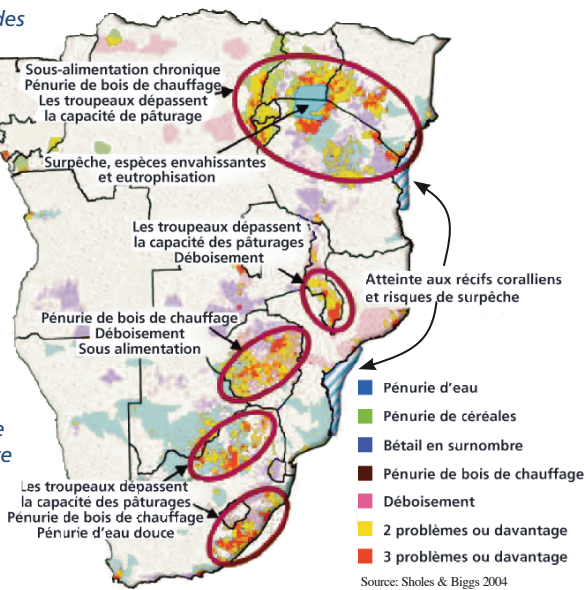 des
Sous-alimentation chronique
Pénurie de bois de chauffage
Les troupeaux dépassent
la capacité de pâturage
Surpêche, espèces envahissantes
et eutrophisation
Les troupeaux dépassent
la capacité des pâturages
Déboisement
Atteinte aux récifs coralliens
et risques de surpêche
Pénurie de bois de chauffage
Déboisement
Sous alimentation
Pénurie d'eau
Pénurie de céréales
Bétail en surnombre
Pénurie de bois de chauffage
Déboisement
2 problèmes ou davantage
3 problèmes ou davantage
Les troupeaux dépassent
la capacité des pâturages
Pénurie de bois de chauffage
Pénurie d'eau douce
Source: Sholes & Biggs 2004